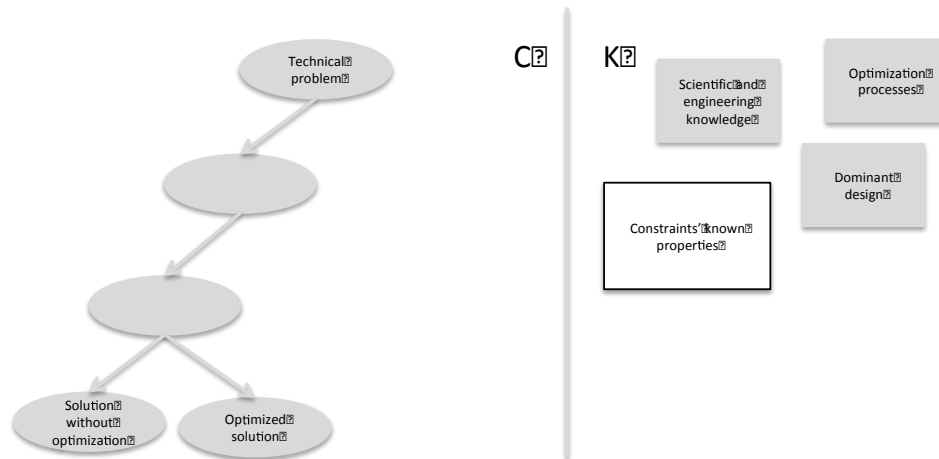 Technical
problem
C
K
Scientific and
engineering
knowledge
Optimization
processes
Dominant
design
Constraints' known
properties
Solution
without
optimization
Optimized
solution